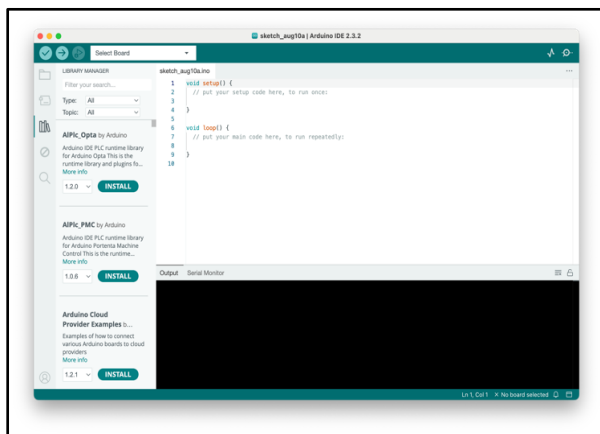 sketch_aug10a | Arduino IDE 2.3.2
Select Board
LIBRARY MANAGER
Filter your search...
Type: All
Topic: All
AIPlc_Opta by Arduino
Arduino IDE PLC runtime library
for Arduino Opta This is the
runtime library and plugins fo...
More info
1.2.0 INSTALL
AIPlc_PMC by Arduino
Arduino IDE PLC runtime library
for Arduino Portenta Machine
Control This is the runtime...
More info
1.0.6 INSTALL
Arduino Cloud
Provider Examples b...
Examples of how to connect
various Arduino boards to cloud
providers
More info
1.2.1 INSTALL
sketch_aug10a.ino
1 void setup() {
2 // put your setup code here, to run once:
3
4 }
5
6 void loop() {
7 // put your main code here, to run repeatedly:
8
9 }
10
Output Serial Monitor
Ln 1, Col 1 × No board selected